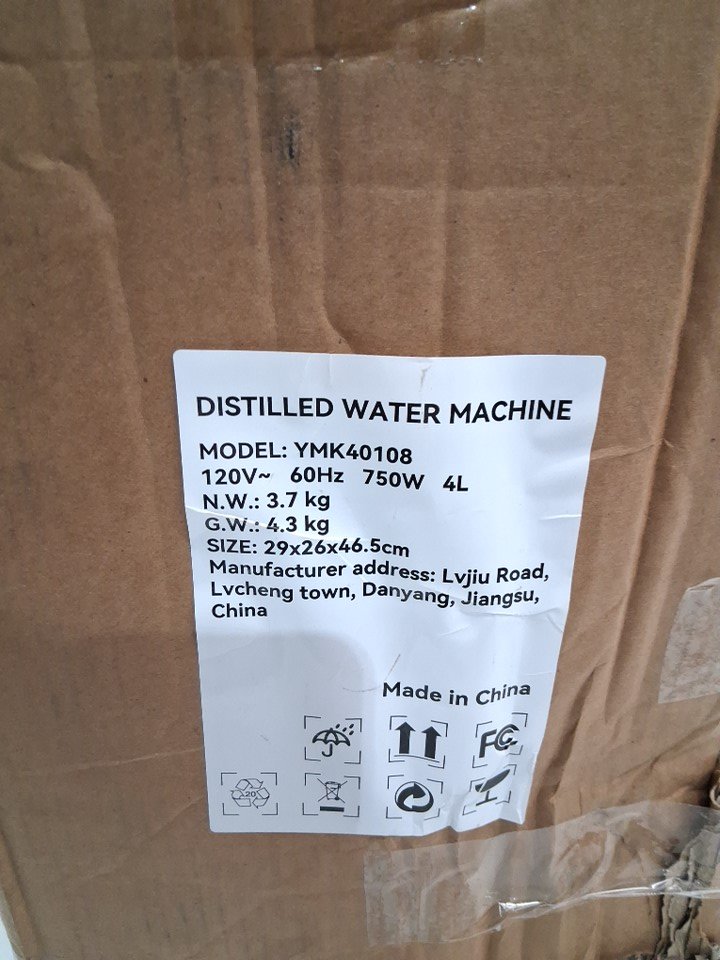 DISTILLED WATER MACHINE
MODEL: YMK40108
120V~ 60Hz 750W 4L
N.W.: 3.7 kg
G.W.: 4.3 kg
SIZE: 29x26x46.5cm
Manufacturer address: Lvjiu Road,
Lvcheng town, Danyang, Jiangsu,
China
Made in China
FC
20